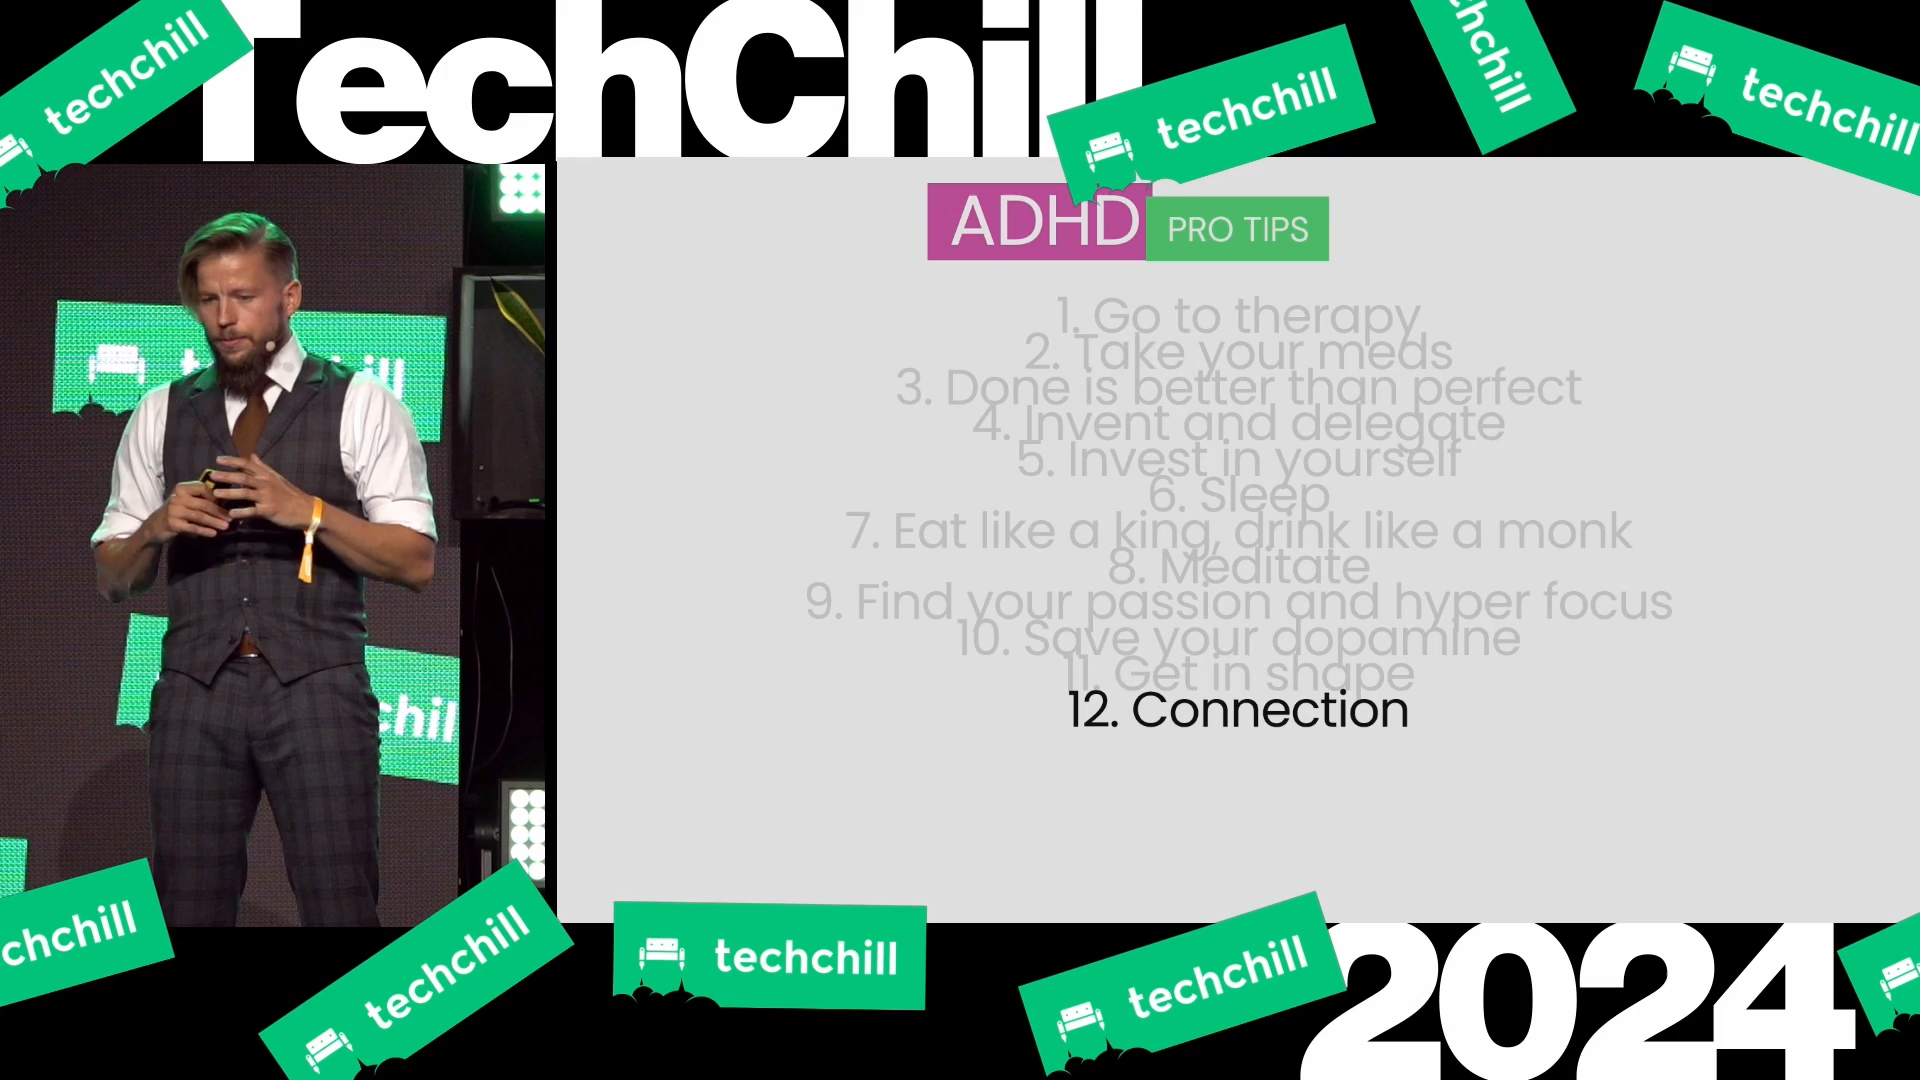 TechChill
techchill
techchill
chchill
techchill
ADHD PRO TIPS
1. Go to therapy
2. Take your meds
3. Done is better than perfect
4. Invent and delegate
5. Invest in yourself
6. Sleep
7. Eat like a king, drink like a monk
8. Meditate
9. Find your passion and hyper focus
10. Save your dopamine
11. Get in shape
12. Connection
chil
chchill
techchill
techchill
techchill
2024